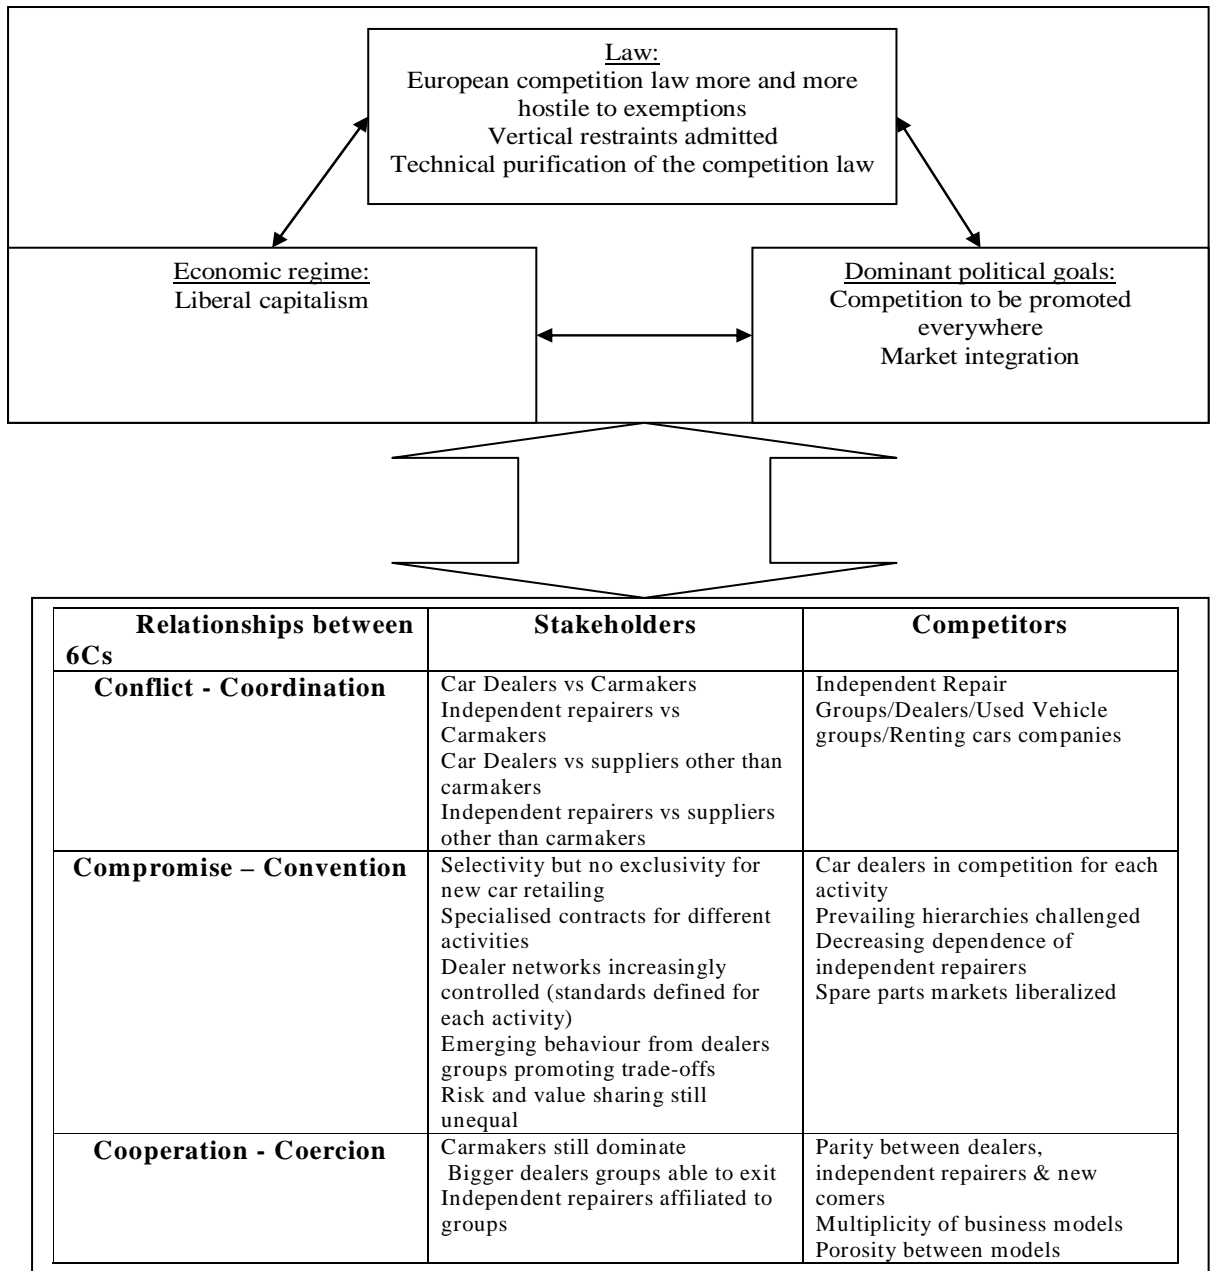 Law:
European competition law more and more
hostile to exemptions
Vertical restraints admitted
Technical purification of the competition law
Economic regime:
Liberal capitalism
Dominant political goals:
Competition to be promoted
everywhere
Market integration
Relationships between
6Cs
Stakeholders
Competitors
Conflict - Coordination
Car Dealers vs Carmakers
Independent repairers vs
Carmakers
Car Dealers vs suppliers other than
carmakers
Independent repairers vs suppliers
other than carmakers
Independent Repair
Groups/Dealers/Used Vehicle
groups/Renting cars companies
Compromise – Convention
Selectivity but no exclusivity for
new car retailing
Specialised contracts for different
activities
Dealer networks increasingly
controlled (standards defined for
each activity)
Emerging behaviour from dealers
groups promoting trade-offs
Risk and value sharing still
unequal
Car dealers in competition for each
activity
Prevailing hierarchies challenged
Decreasing dependence of
independent repairers
Spare parts markets liberalized
Cooperation - Coercion
Carmakers still dominate
Bigger dealers groups able to exit
Independent repairers affiliated to
groups
Parity between dealers,
independent repairers & new
comers
Multiplicity of business models
Porosity between models